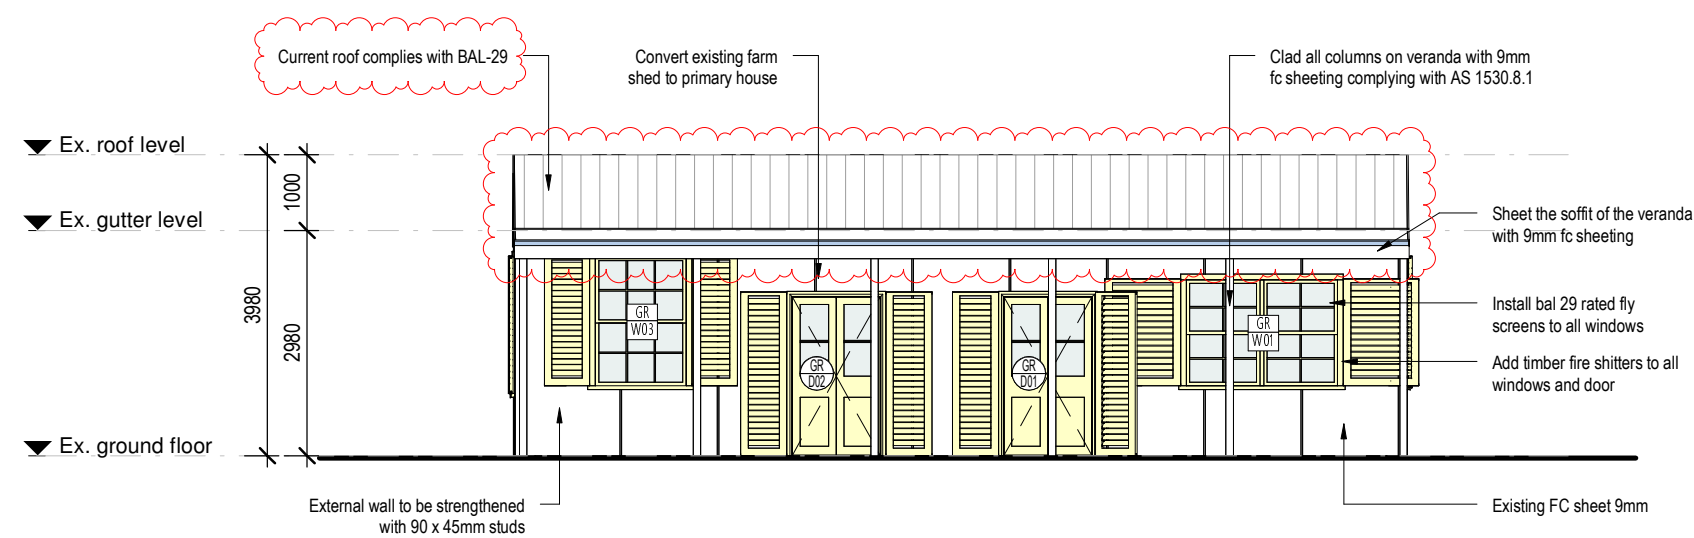 Current roof complies with BAL-29
Convert existing farm
shed to primary house
Clad all columns on veranda with 9mm
fc sheeting complying with AS 1530.8.1
Ex. roof level
1000
Ex. gutter level
Sheet the soffit of the veranda
with 9mm fc sheeting
3980
2980
GR
W03
GR
D02
GR
D01
GR
W01
Install bal 29 rated fly
screens to all windows
Add timber fire shitters to all
windows and door
Ex. ground floor
External wall to be strengthened
with 90 x 45mm studs
Existing FC sheet 9mm